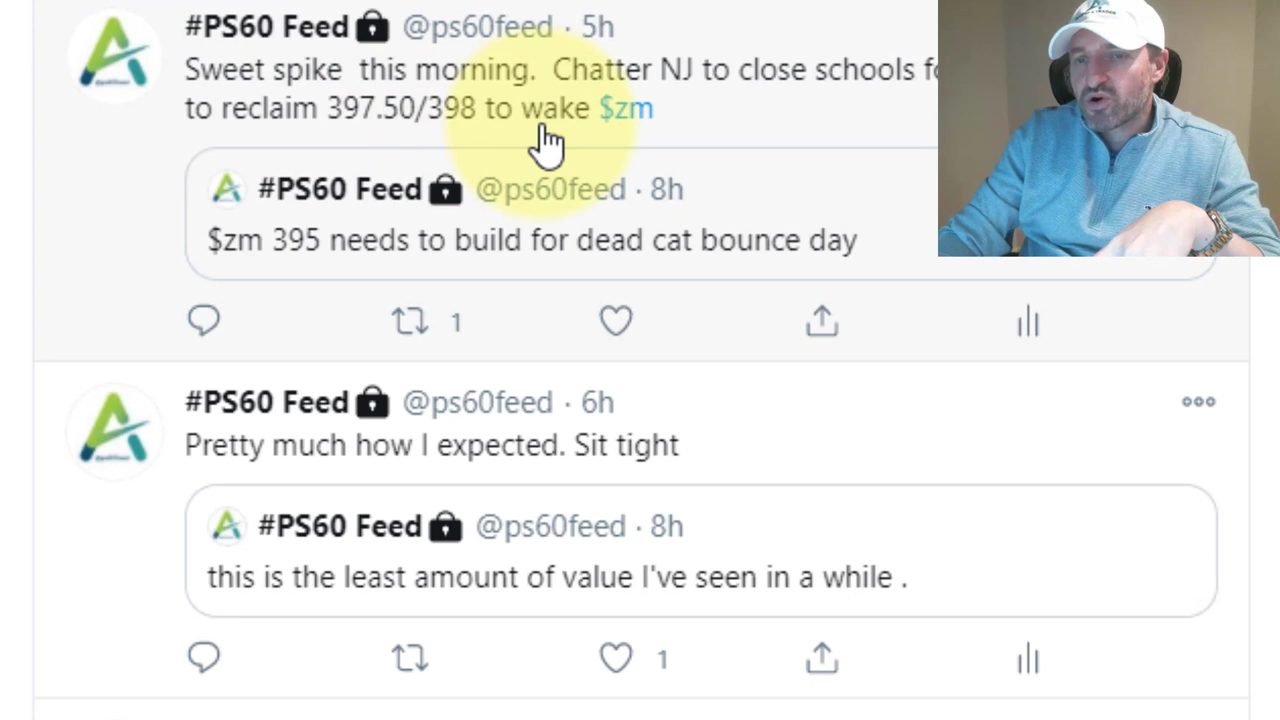 #PS60 Feed @ps60feed · 5h
Sweet spike this morning. Chatter NJ to close schools
to reclaim 397.50/398 to wake $zm
#PS60 Feed @ps60feed · 8h
$zm 395 needs to build for dead cat bounce day
1
#PS60 Feed @ps60feed · 6h
Pretty much how I expected. Sit tight
#PS60 Feed @ps60feed · 8h
this is the least amount of value I've seen in a while .
1